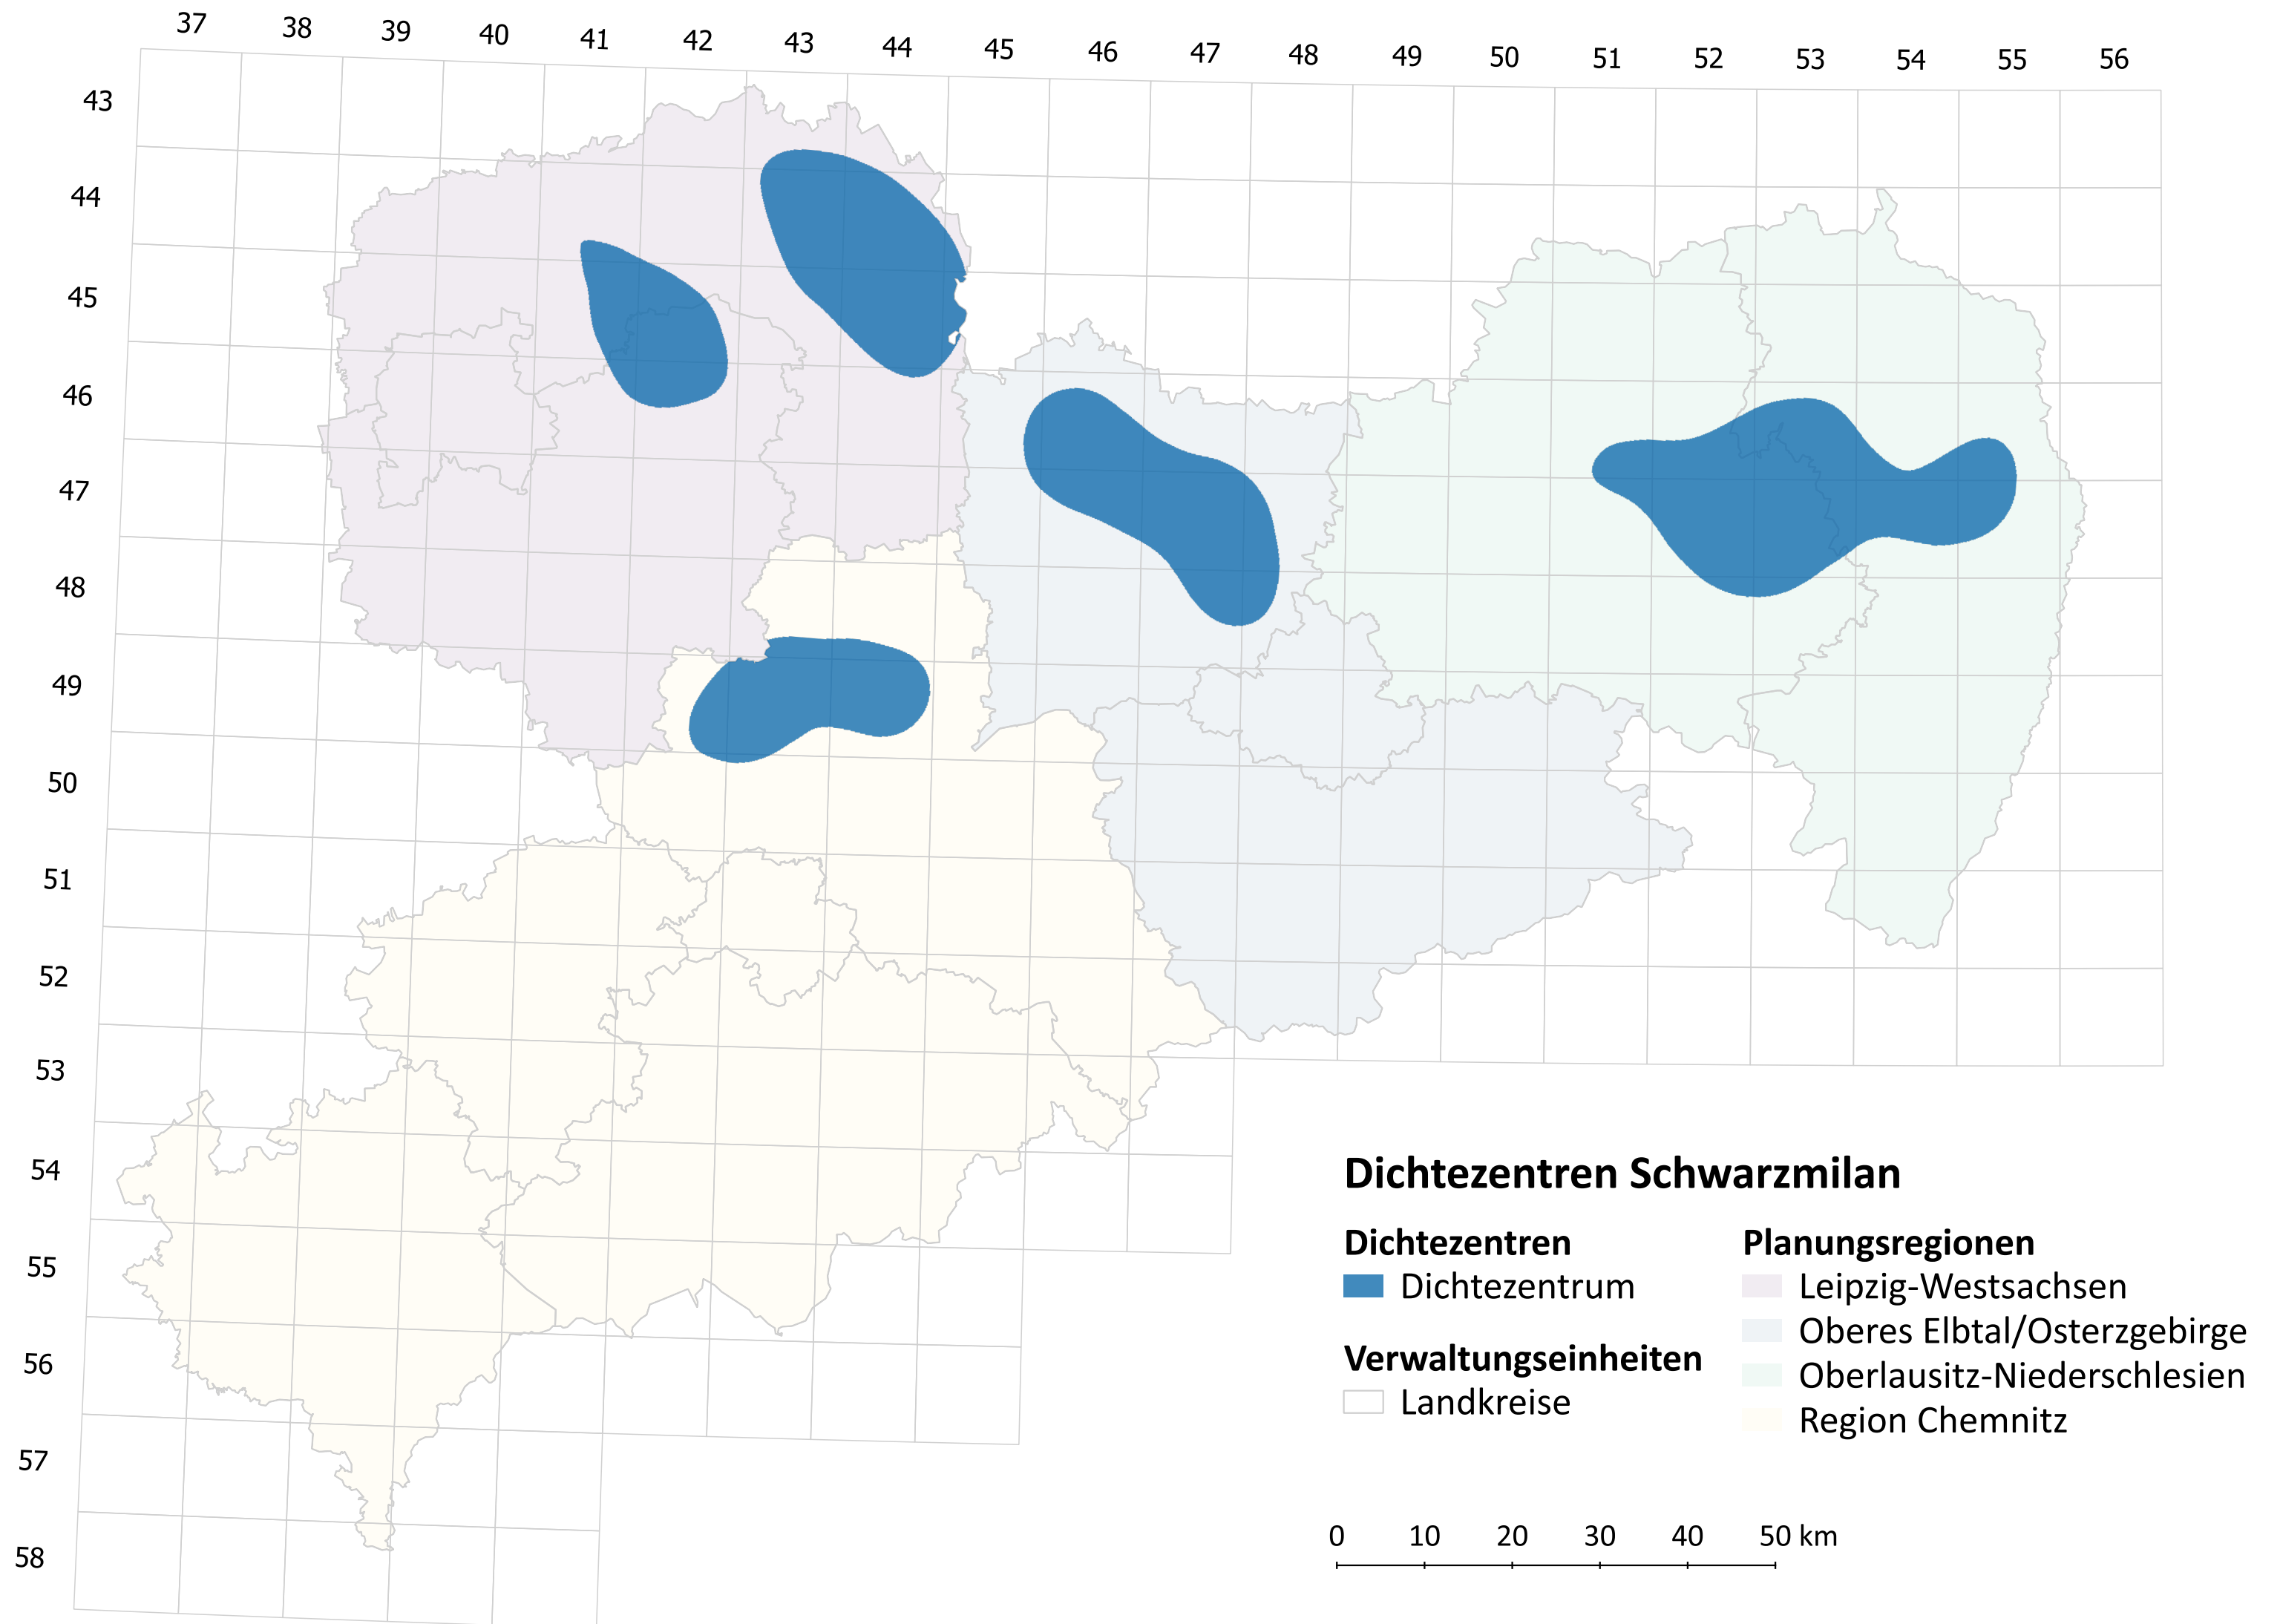 37 38 39 40 41 42 43 44 45 46 47 48 49 50 51 52 53 54 55 56
43
44
45
46
47
48
49
50
51
52
53
54
55
56
57
58
Dichtezentren Schwarzmilan
Dichtezentren
Dichtezentrum
Verwaltungseinheiten
Landkreise
Planungsregionen
Leipzig-Westsachsen
Oberes Elbtal/Osterzgebirge
Oberlausitz-Niederschlesien
Region Chemnitz
0 10 20 30 40 50 km